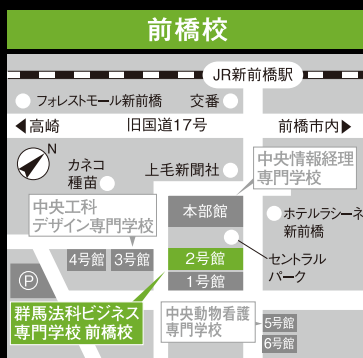 前橋校
JR新前橋駅
フォレストモール新前橋
交番
◀高崎
旧国道17号
前橋市内▶
N
カネコ
種苗
上毛新聞社
中央情報経理
専門学校
中央工科
デザイン専門学校
本部館
ホテルラシーネ
新前橋
4号館
3号館
2号館
セントラル
パーク
P
1号館
群馬法科ビジネス
専門学校 前橋校
中央動物看護
専門学校
5号館
6号館